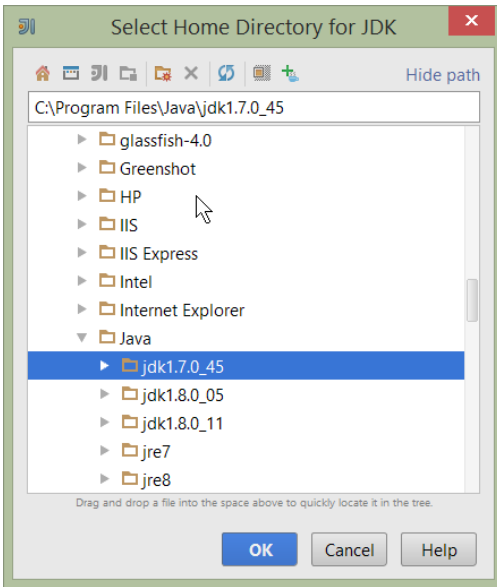 Select Home Directory for JDK
Hide path
C:\Program Files\Java\jdk1.7.0_45
glassfish-4.0
Greenshot
HP
IIS
IIS Express
Intel
Internet Explorer
Java
jdk1.7.0_45
jdk1.8.0_05
jdk1.8.0_11
jre7
jre8
Drag and drop a file into the space above to quickly locate it in the tree.
OK Cancel Help